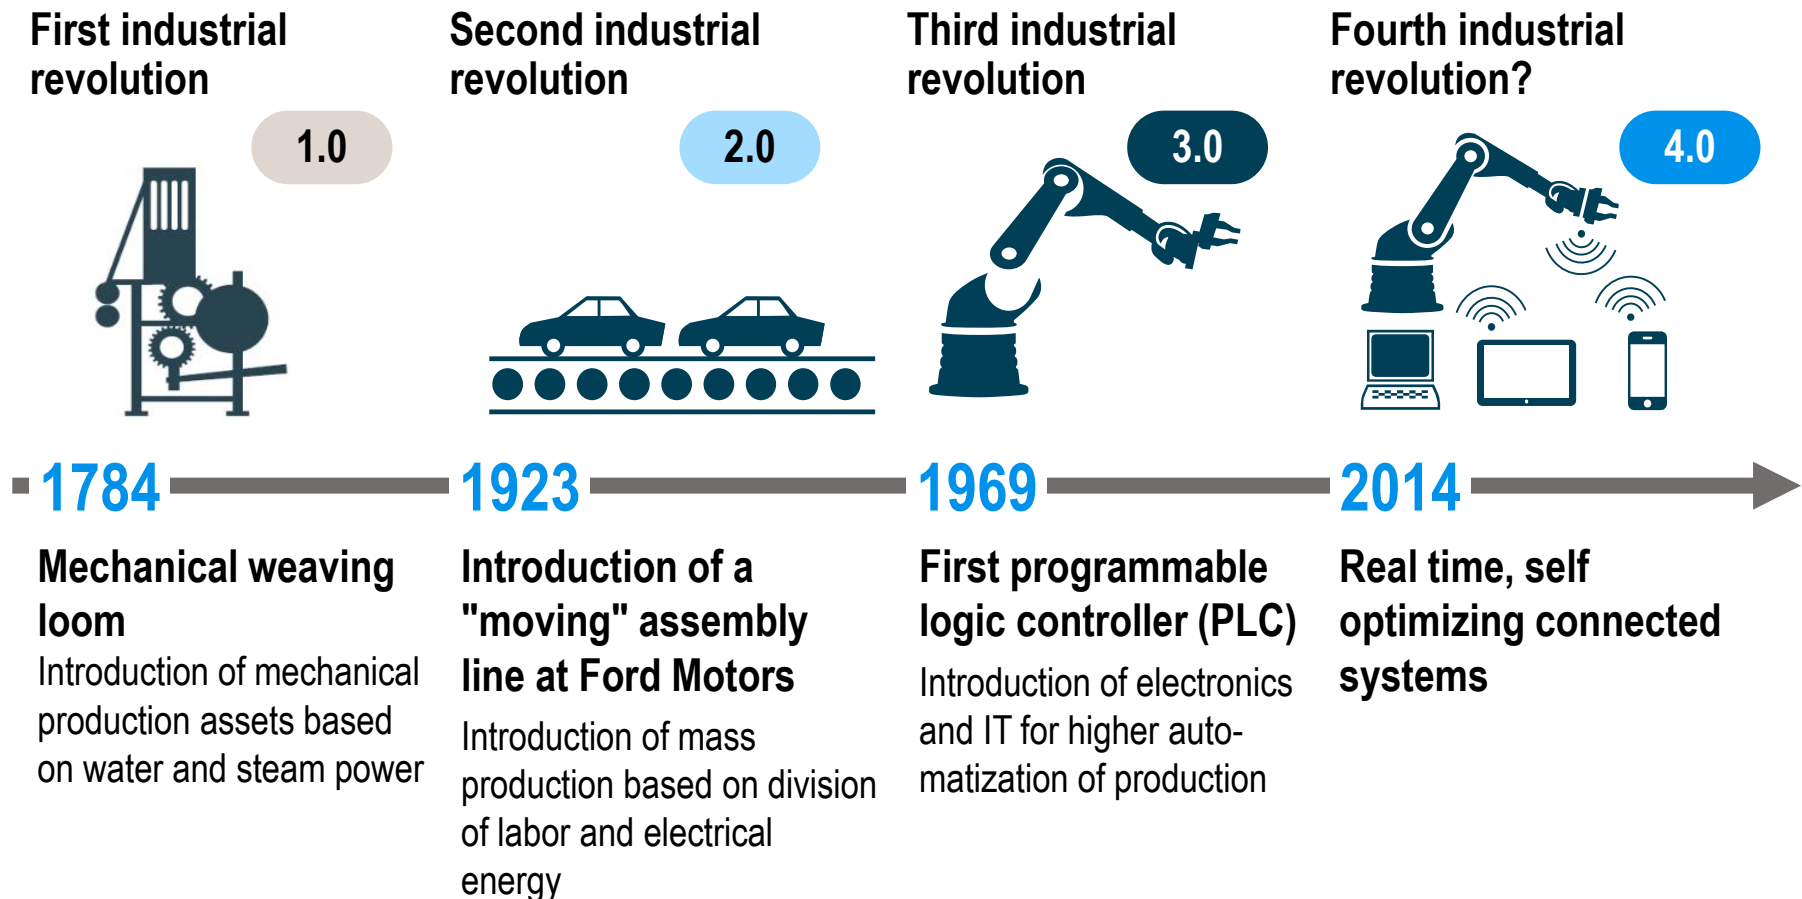 First industrial
revolution
1.0
Second industrial
revolution
2.0
Third industrial
revolution
3.0
Fourth industrial
revolution?
4.0
1784
Mechanical weaving
loom
Introduction of mechanical
production assets based
on water and steam power
1923
Introduction of a
"moving" assembly
line at Ford Motors
Introduction of mass
production based on division
of labor and electrical
energy
1969
First programmable
logic controller (PLC)
Introduction of electronics
and IT for higher auto-
matization of production
2014
Real time, self
optimizing connected
systems